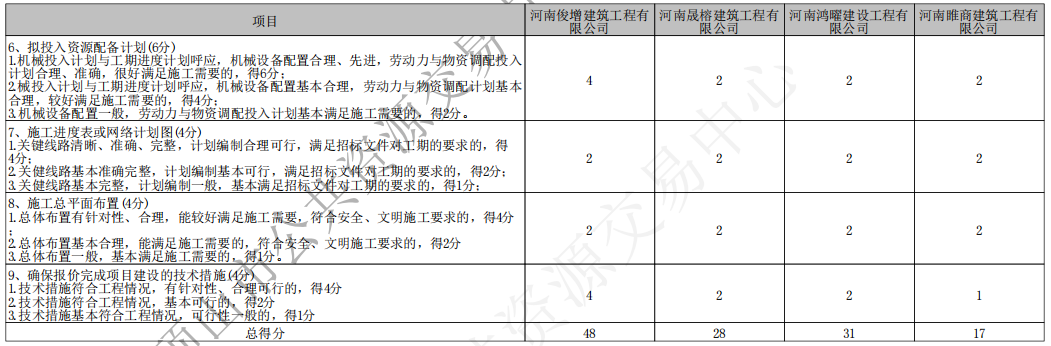 项目 河南俊增建筑工程有限公司 河南晟榕建筑工程有限公司 河南鸿曜建设工程有限公司 河南睢商建筑工程有限公司
6、拟投入资源配备计划(6分)
1.机械投入计划与工期进度计划呼应，机械设备配置合理、先进，劳动力与物资调配投入
计划合理、准确，很好满足施工需要的，得6分；
2.械投入计划与工期进度计划呼应，机械设备配置基本合理，劳动力与物资调配计划基本
合理，较好满足施工需要的，得4分；
3.机械设备配置一般，劳动力与物资调配投入计划基本满足施工需要的，得2分。
4 2 2 2
7、施工进度表或网络计划图(4分)
1.关键线路清晰、准确、完整，计划编制合理可行，满足招标文件对工期的要求的，得
4分；
2.关健线路基本准确完整，计划编制基本可行，满足招标文件对工期的要求的，得2分；
3.关健线路基本完整，计划编制一般，基本满足招标文件对工期的要求的，得1分；
2 2 2 2
8、施工总平面布置(4分)
1.总体布置有针对性、合理，能较好满足施工需要，符合安全、文明施工要求的，得4分
；
2.总体布置基本合理，能满足施工需要的，符合安全、文明施工要求的，得2分
3.总体布置一般，基本满足施工需要的，得1分。
2 2 2 2
9、确保报价完成项目建设的技术措施(4分)
1.技术措施符合工程情况，有针对性、合理可行的，得4分
2.技术措施符合工程情况，基本可行的，得2分
3.技术措施基本符合工程情况，可行性一般的，得1分
4 2 2 1
总得分 48 28 31 17
顶山市公共资源交易
资源交易中心